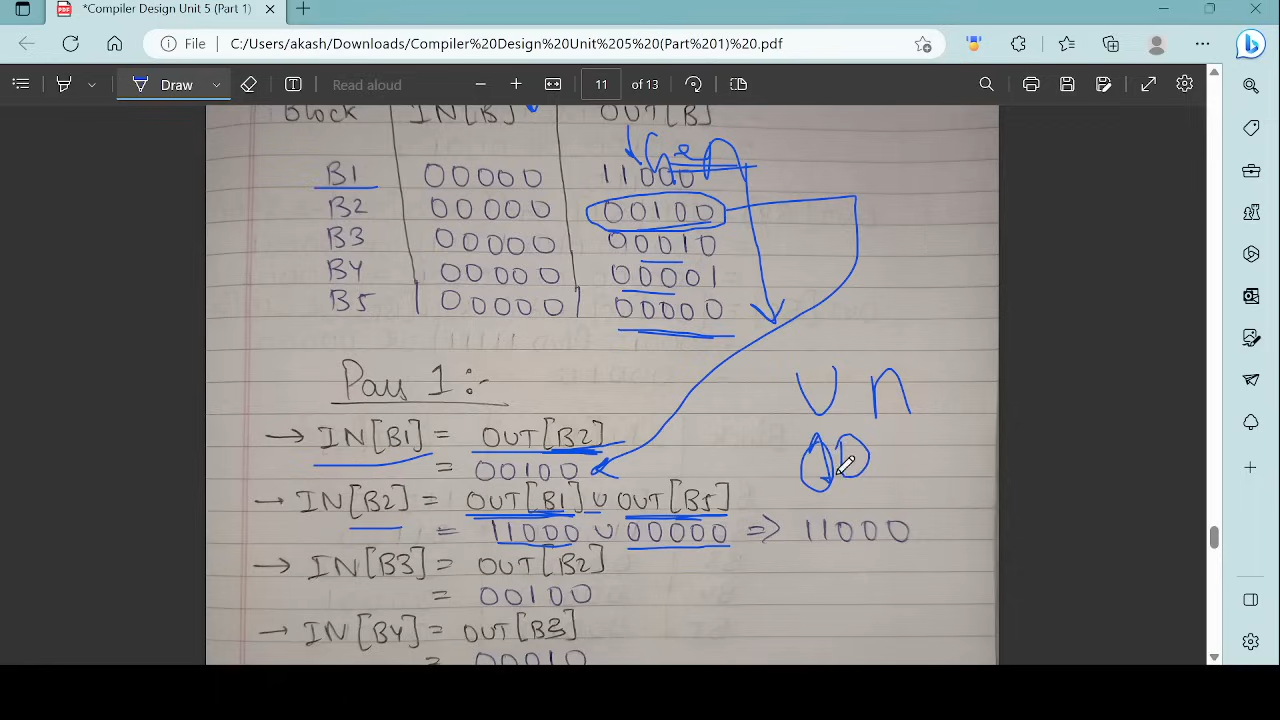 *Compiler Design Unit 5 (Part 1)
File C:/Users/akash/Downloads/Compiler%20Design%20Unit%205%20(Part%201)%20.pdf
Draw Read aloud 11 of 13
Block IN[B] OUT[B]
Gen
B1 00000 11000
B2 00000 00100
B3 00000 00010
B4 00000 00001
B5 00000 00000
Pass 1:-
∪ ∩
→ IN[B1] = OUT[B2]
= 00100
→ IN[B2] = OUT[B1] ∪ OUT[B5]
= 11000 ∪ 00000 => 11000
→ IN[B3] = OUT[B2]
= 00100
→ IN[B4] = OUT[B3]
= 00010